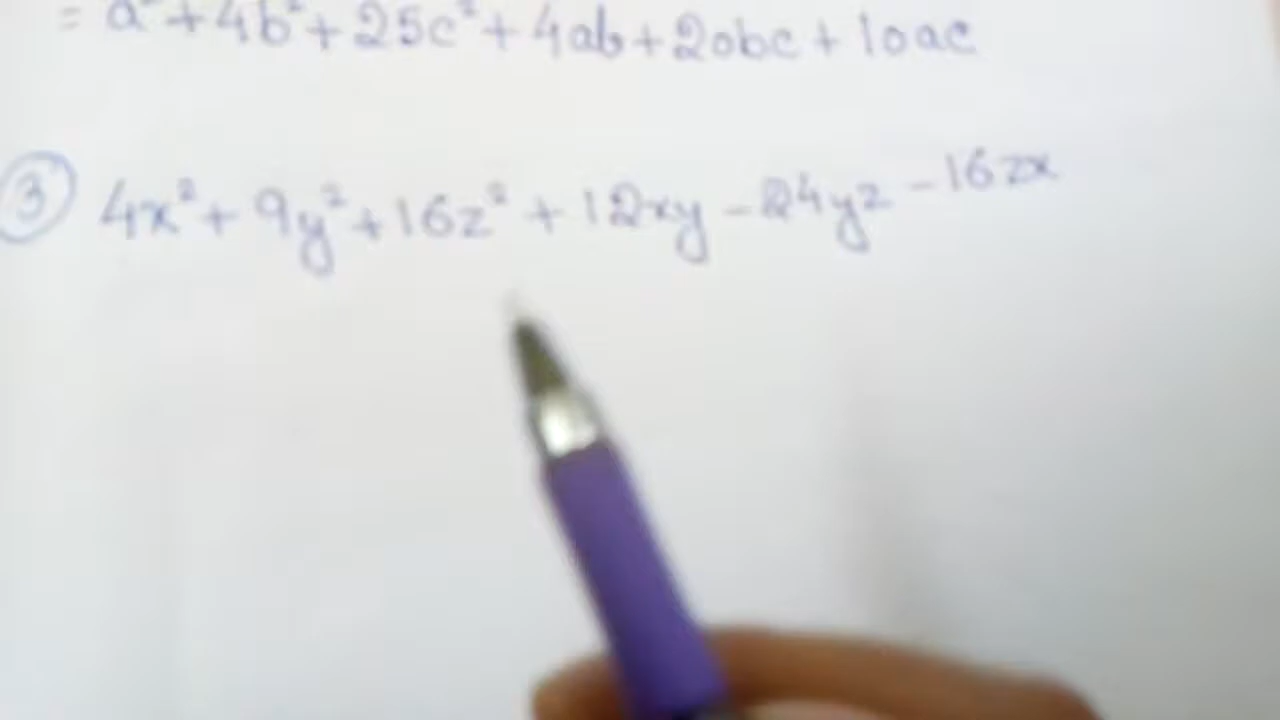 = a² + 4b² + 25c² + 4ab + 20bc + 10ac
③ 4x² + 9y² + 16z² + 12xy - 24yz - 16zx